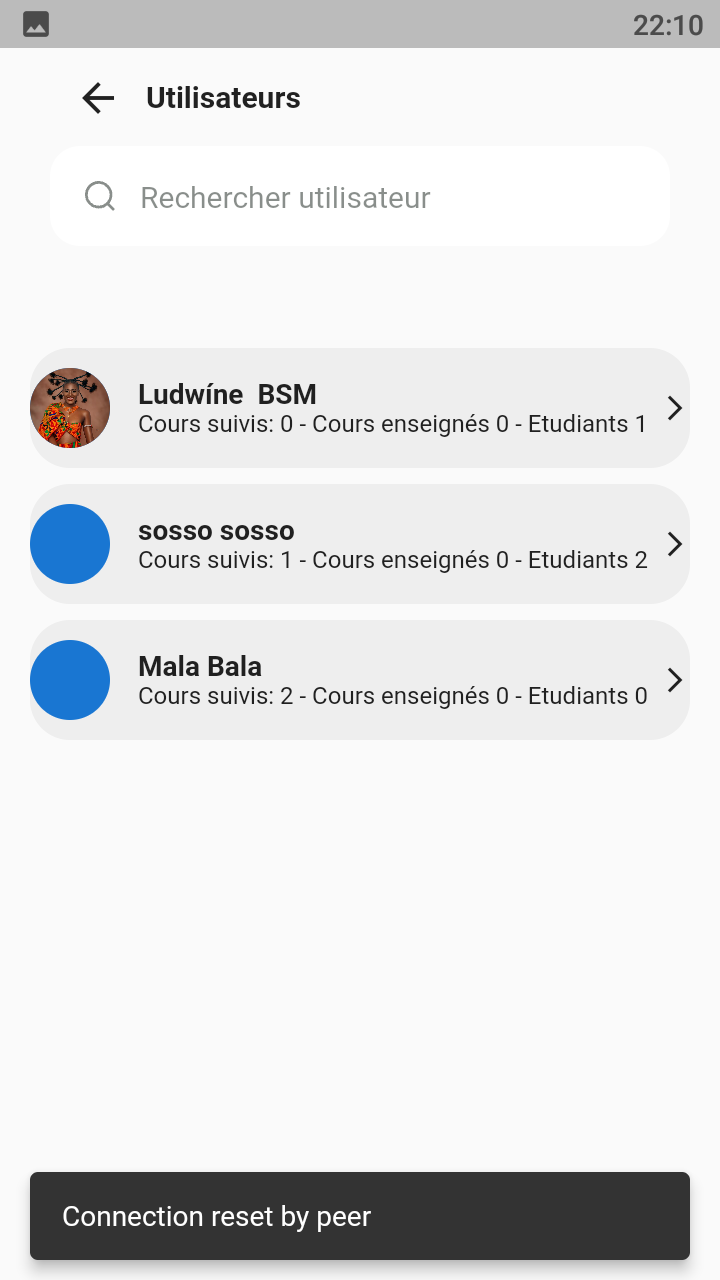 22:10
Utilisateurs
Rechercher utilisateur
Ludwíne  BSM
Cours suivis: 0 - Cours enseignés 0 - Etudiants 1
sosso sosso
Cours suivis: 1 - Cours enseignés 0 - Etudiants 2
Mala Bala
Cours suivis: 2 - Cours enseignés 0 - Etudiants 0
Connection reset by peer